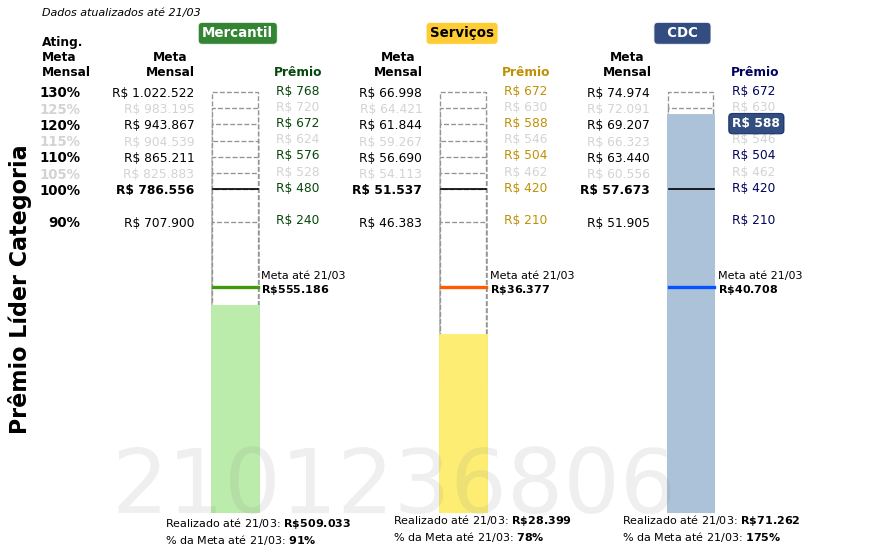 Dados atualizados até 21/03
Mercantil Serviços CDC
Ating.
Meta Meta Meta Meta
Mensal Mensal Prêmio Mensal Prêmio Mensal Prêmio
130% R$ 1.022.522 R$ 768 R$ 66.998 R$ 672 R$ 74.974 R$ 672
125% R$ 983.195 R$ 720 R$ 64.421 R$ 630 R$ 72.091 R$ 630
120% R$ 943.867 R$ 672 R$ 61.844 R$ 588 R$ 69.207 R$ 588
115% R$ 904.539 R$ 624 R$ 59.267 R$ 546 R$ 66.323 R$ 546
110% R$ 865.211 R$ 576 R$ 56.690 R$ 504 R$ 63.440 R$ 504
105% R$ 825.883 R$ 528 R$ 54.113 R$ 462 R$ 60.556 R$ 462
100% R$ 786.556 R$ 480 R$ 51.537 R$ 420 R$ 57.673 R$ 420
90% R$ 707.900 R$ 240 R$ 46.383 R$ 210 R$ 51.905 R$ 210
Meta até 21/03 Meta até 21/03 Meta até 21/03
R$555.186 R$36.377 R$40.708
Prêmio Líder Categoria
2101236806
Realizado até 21/03: R$509.033 Realizado até 21/03: R$28.399 Realizado até 21/03: R$71.262
% da Meta até 21/03: 91% % da Meta até 21/03: 78% % da Meta até 21/03: 175%